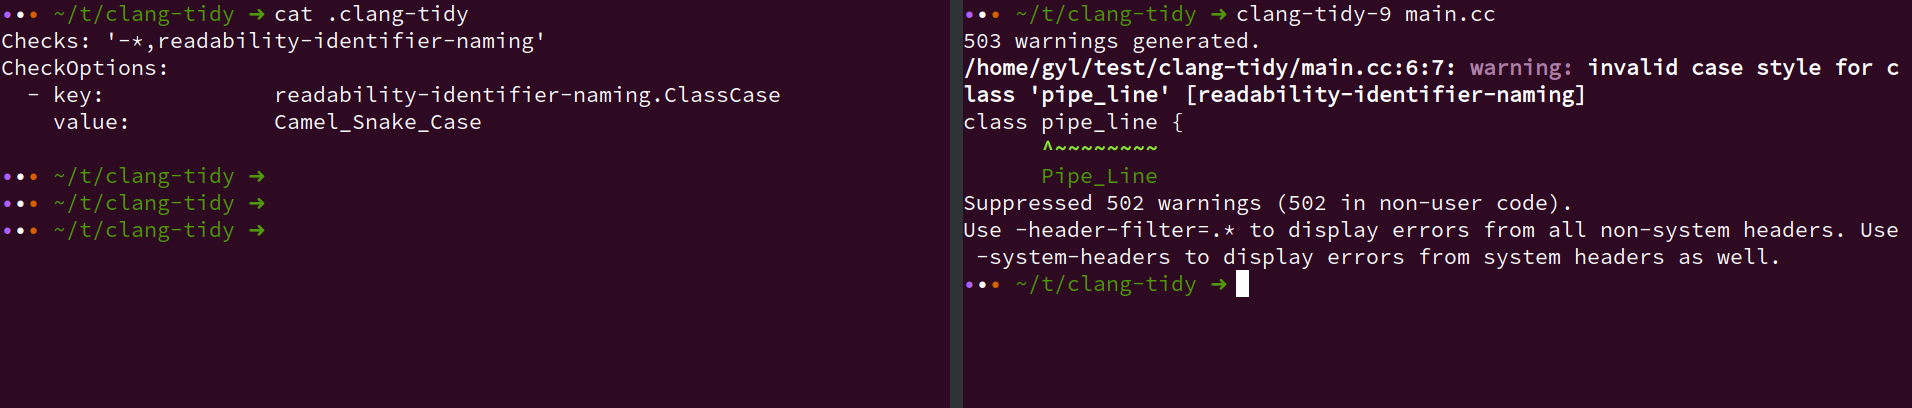 ••• ~/t/clang-tidy ➜ cat .clang-tidy
Checks: '-*,readability-identifier-naming'
CheckOptions:
  - key:             readability-identifier-naming.ClassCase
    value:           Camel_Snake_Case
••• ~/t/clang-tidy ➜
••• ~/t/clang-tidy ➜
••• ~/t/clang-tidy ➜
••• ~/t/clang-tidy ➜ clang-tidy-9 main.cc
503 warnings generated.
/home/gyl/test/clang-tidy/main.cc:6:7: warning: invalid case style for c
lass 'pipe_line' [readability-identifier-naming]
class pipe_line {
      ^~~~~~~~~
      Pipe_Line
Suppressed 502 warnings (502 in non-user code).
Use -header-filter=.* to display errors from all non-system headers. Use
 -system-headers to display errors from system headers as well.
••• ~/t/clang-tidy ➜